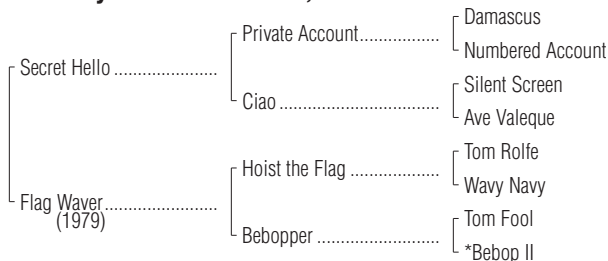 Damascus
Private Account..................
Numbered Account
Secret Hello .......................
Silent Screen
Ciao ....................................
Ave Valeque
Tom Rolfe
Hoist the Flag ....................
Wavy Navy
Flag Waver.........................
(1979)
Tom Fool
Bebopper ...........................
*Bebop II